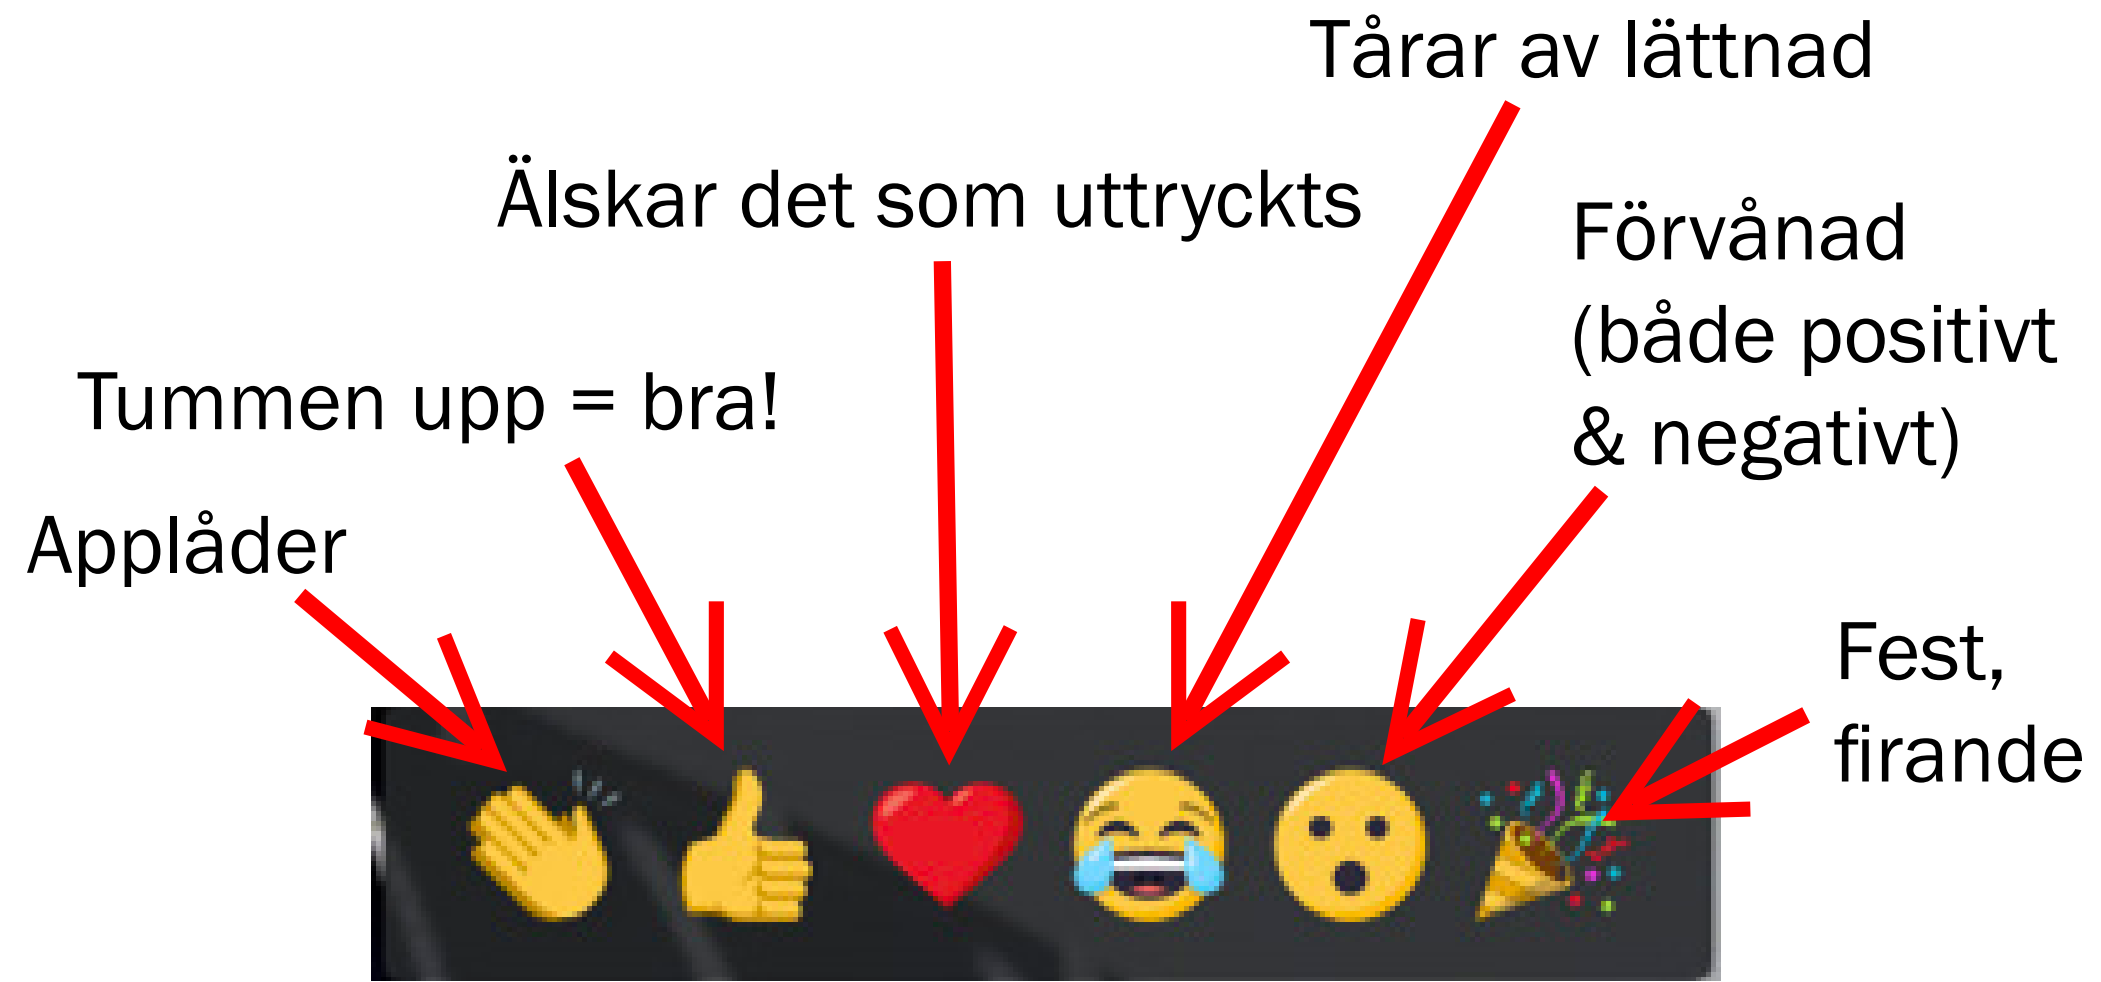 Tårar av lättnad
Älskar det som uttryckts
Förvånad
(både positivt
& negativt)
Tummen upp = bra!
Applåder
Fest,
firande